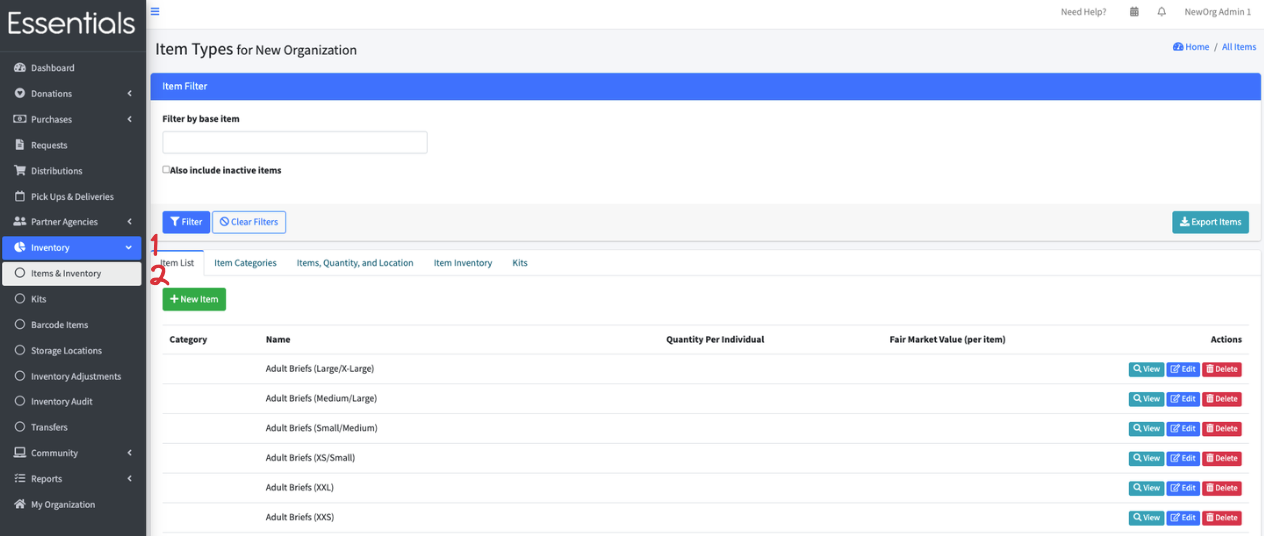 Essentials
Need Help?
NewOrg Admin 1
Dashboard
Donations
Purchases
Requests
Distributions
Pick Ups & Deliveries
Partner Agencies
Inventory
1
Items & Inventory
2
Kits
Barcode Items
Storage Locations
Inventory Adjustments
Inventory Audit
Transfers
Community
Reports
My Organization
Item Types for New Organization
Home / All Items
Item Filter
Filter by base item
Also include inactive items
Filter Clear Filters Export Items
Item List Item Categories Items, Quantity, and Location Item Inventory Kits
New Item
Category Name Quantity Per Individual Fair Market Value (per item) Actions
Adult Briefs (Large/X-Large) View Edit Delete
Adult Briefs (Medium/Large) View Edit Delete
Adult Briefs (Small/Medium) View Edit Delete
Adult Briefs (XS/Small) View Edit Delete
Adult Briefs (XXL) View Edit Delete
Adult Briefs (XXS) View Edit Delete